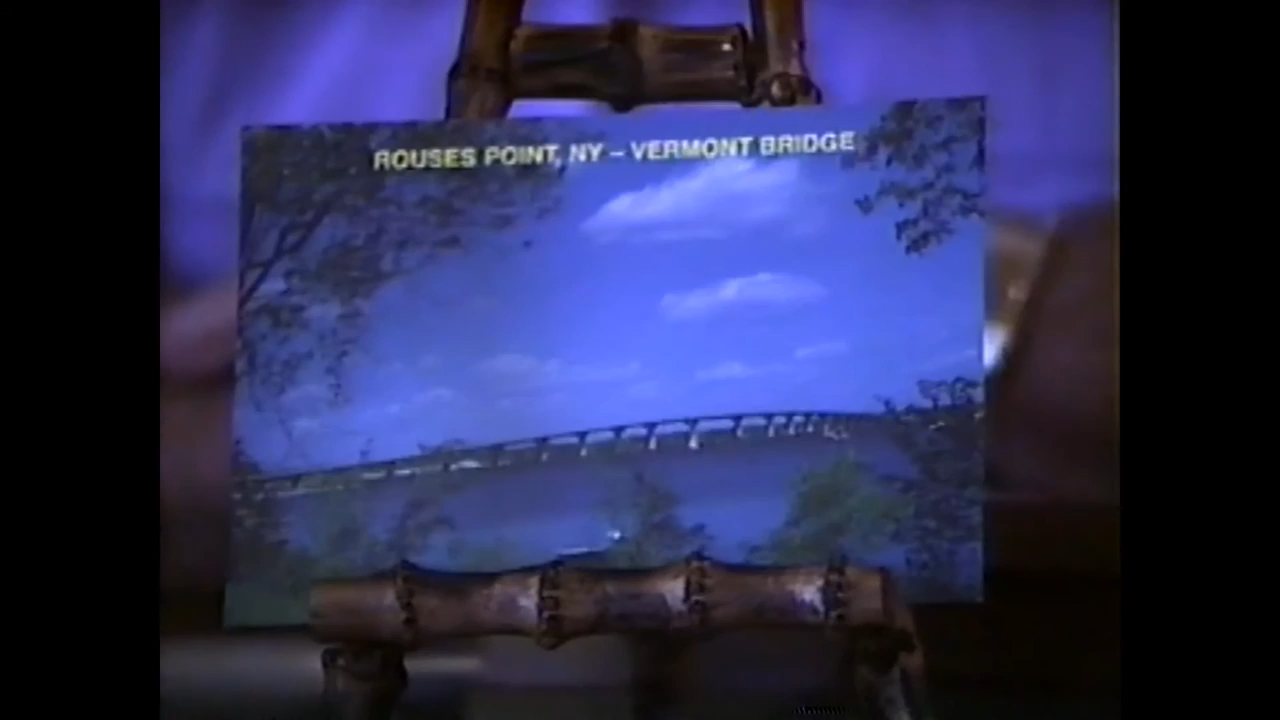 ROUSES POINT, NY – VERMONT BRIDGE